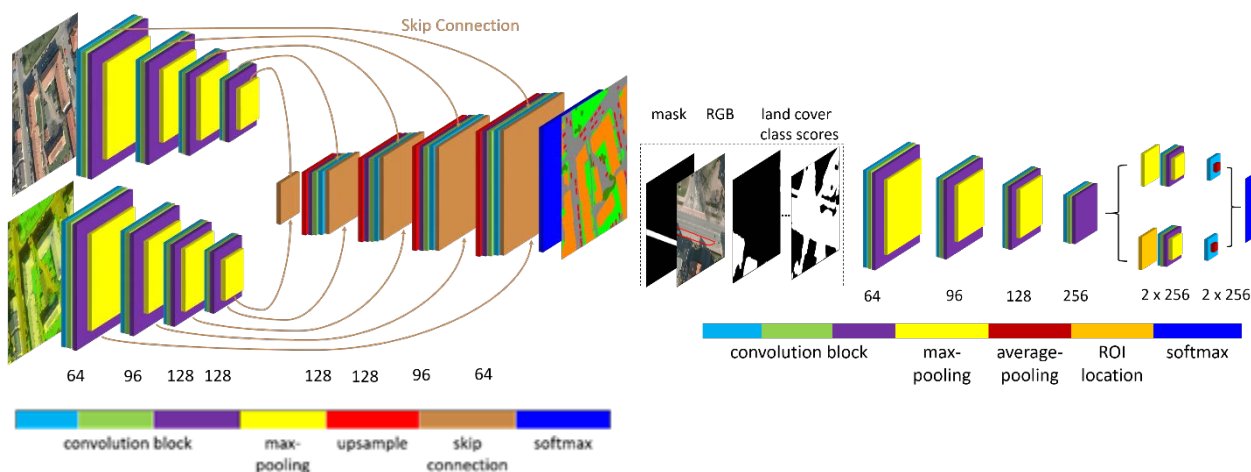 Skip Connection
mask RGB land cover
class scores
64 96 128 128 128 128 96 64
64 96 128 256 2 x 256 2 x 256
convolution block max-
pooling upsample skip
connection softmax
convolution block max-
pooling average-
pooling ROI
location softmax